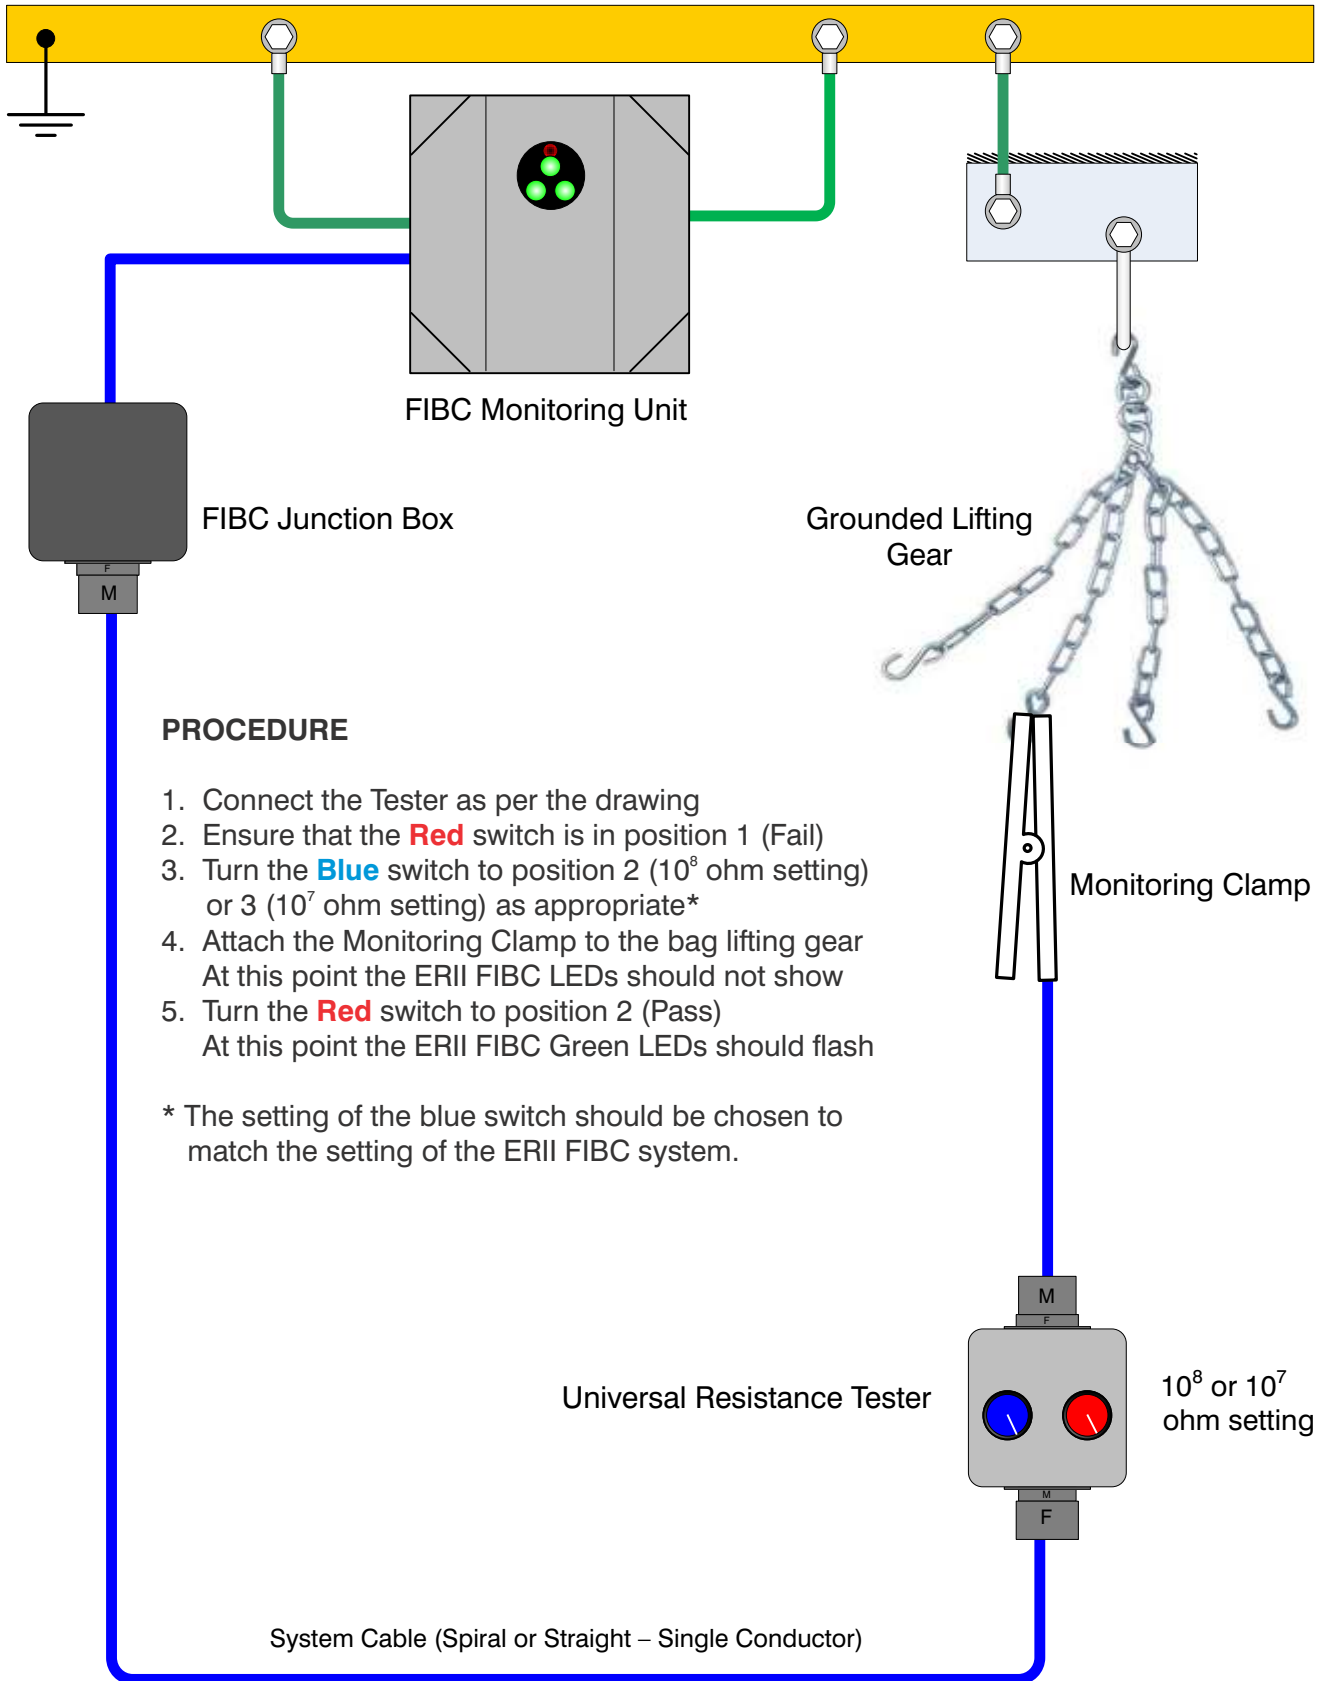 FIBC Monitoring Unit
FIBC Junction Box
F
M
Grounded Lifting
Gear
PROCEDURE
1. Connect the Tester as per the drawing
2. Ensure that the Red switch is in position 1 (Fail)
3. Turn the Blue switch to position 2 (10⁸ ohm setting)
or 3 (10⁷ ohm setting) as appropriate*
4. Attach the Monitoring Clamp to the bag lifting gear
At this point the ERII FIBC LEDs should not show
5. Turn the Red switch to position 2 (Pass)
At this point the ERII FIBC Green LEDs should flash
* The setting of the blue switch should be chosen to
match the setting of the ERII FIBC system.
Monitoring Clamp
M
F
Universal Resistance Tester
10⁸ or 10⁷
ohm setting
M
F
System Cable (Spiral or Straight – Single Conductor)